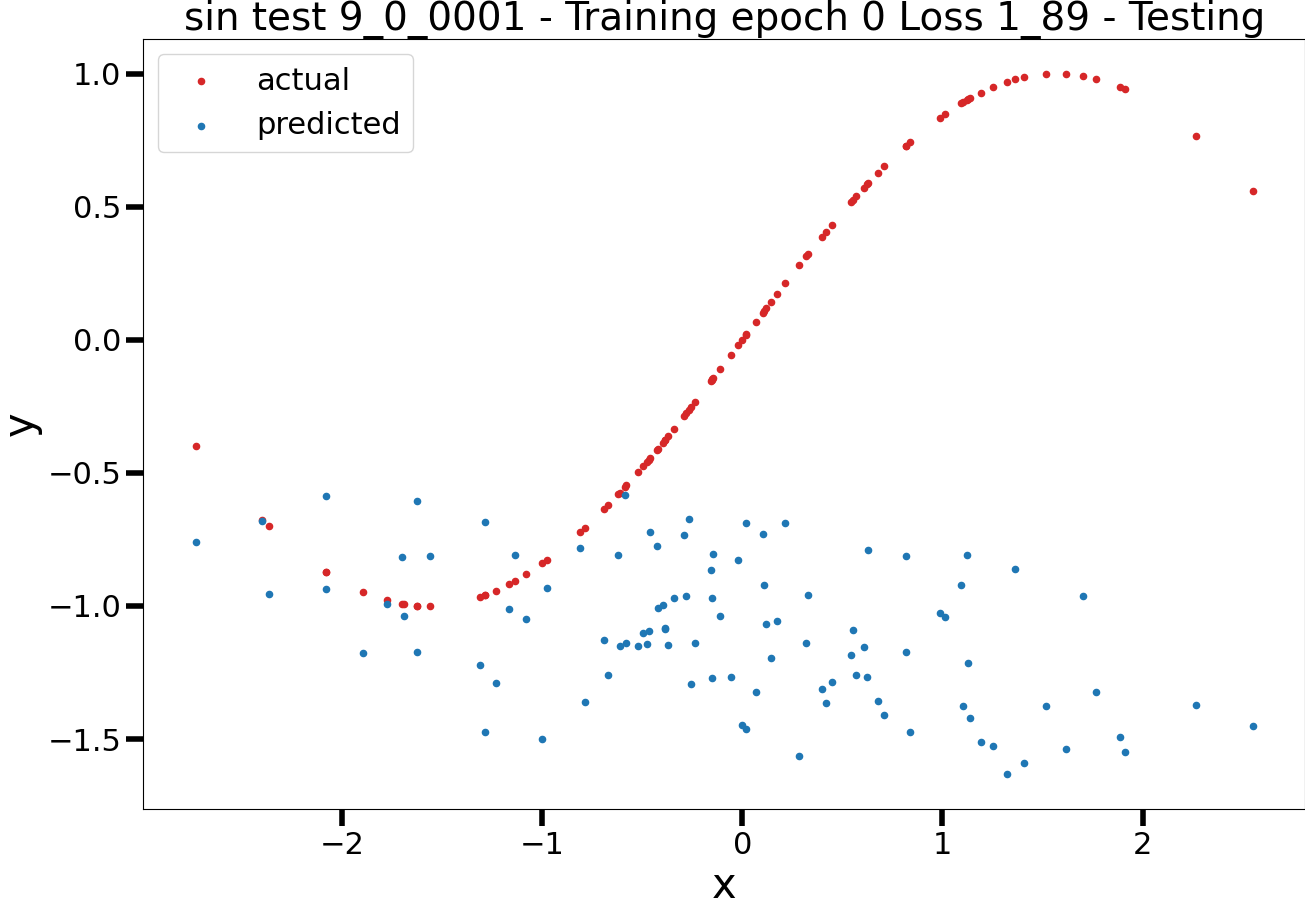 sin test 9_0_0001 - Training epoch 0 Loss 1_89 - Testing
actual
predicted
1.0
0.5
0.0
−0.5
−1.0
−1.5
y
−2
−1
0
1
2
x